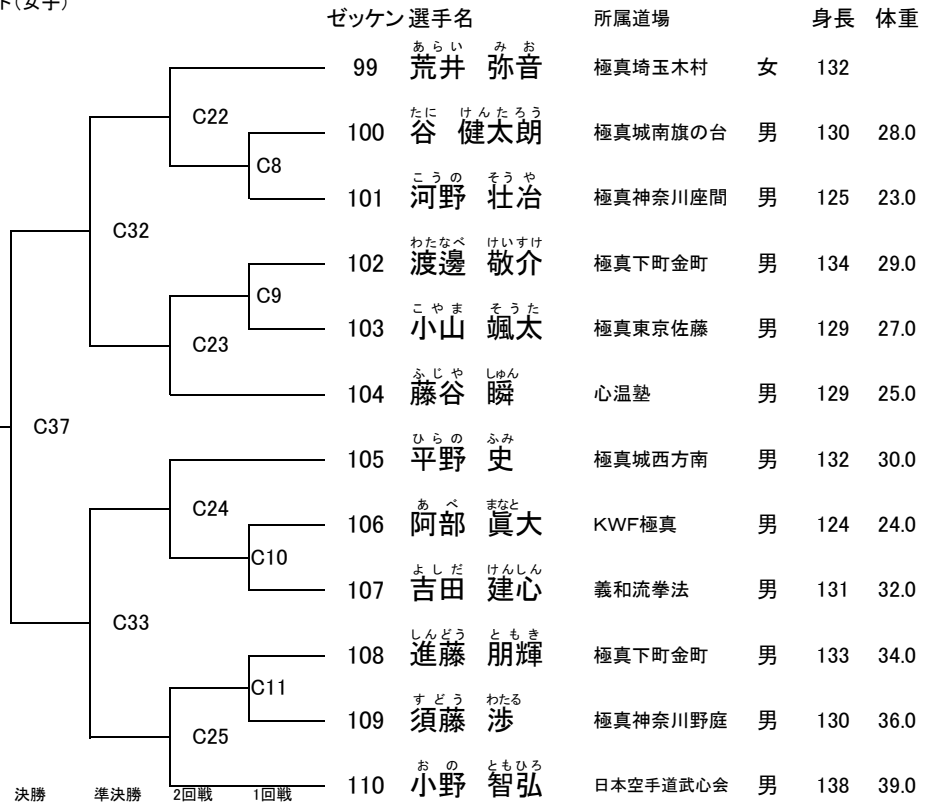 ト(女子)
ゼッケン 選手名 所属道場 身長 体重
あらい みお
99 荒井 弥音 極真埼玉木村 女 132
C22
たに けんたろう
100 谷 健太朗 極真城南旗の台 男 130 28.0
C8
こうの そうや
101 河野 壮冶 極真神奈川座間 男 125 23.0
C32
わたなべ けいすけ
102 渡邊 敬介 極真下町金町 男 134 29.0
C9
こやま そうた
103 小山 颯太 極真東京佐藤 男 129 27.0
C23
ふじや しゅん
104 藤谷 瞬 心温塾 男 129 25.0
C37
ひらの ふみ
105 平野 史 極真城西方南 男 132 30.0
C24
あべ まなと
106 阿部 眞大 KWF極真 男 124 24.0
C10
よしだ けんしん
107 吉田 建心 義和流拳法 男 131 32.0
C33
しんどう ともき
108 進藤 朋輝 極真下町金町 男 133 34.0
C11
すどう わたる
109 須藤 渉 極真神奈川野庭 男 130 36.0
C25
おの ともひろ
110 小野 智弘 日本空手道武心会 男 138 39.0
決勝 準決勝 2回戦 1回戦